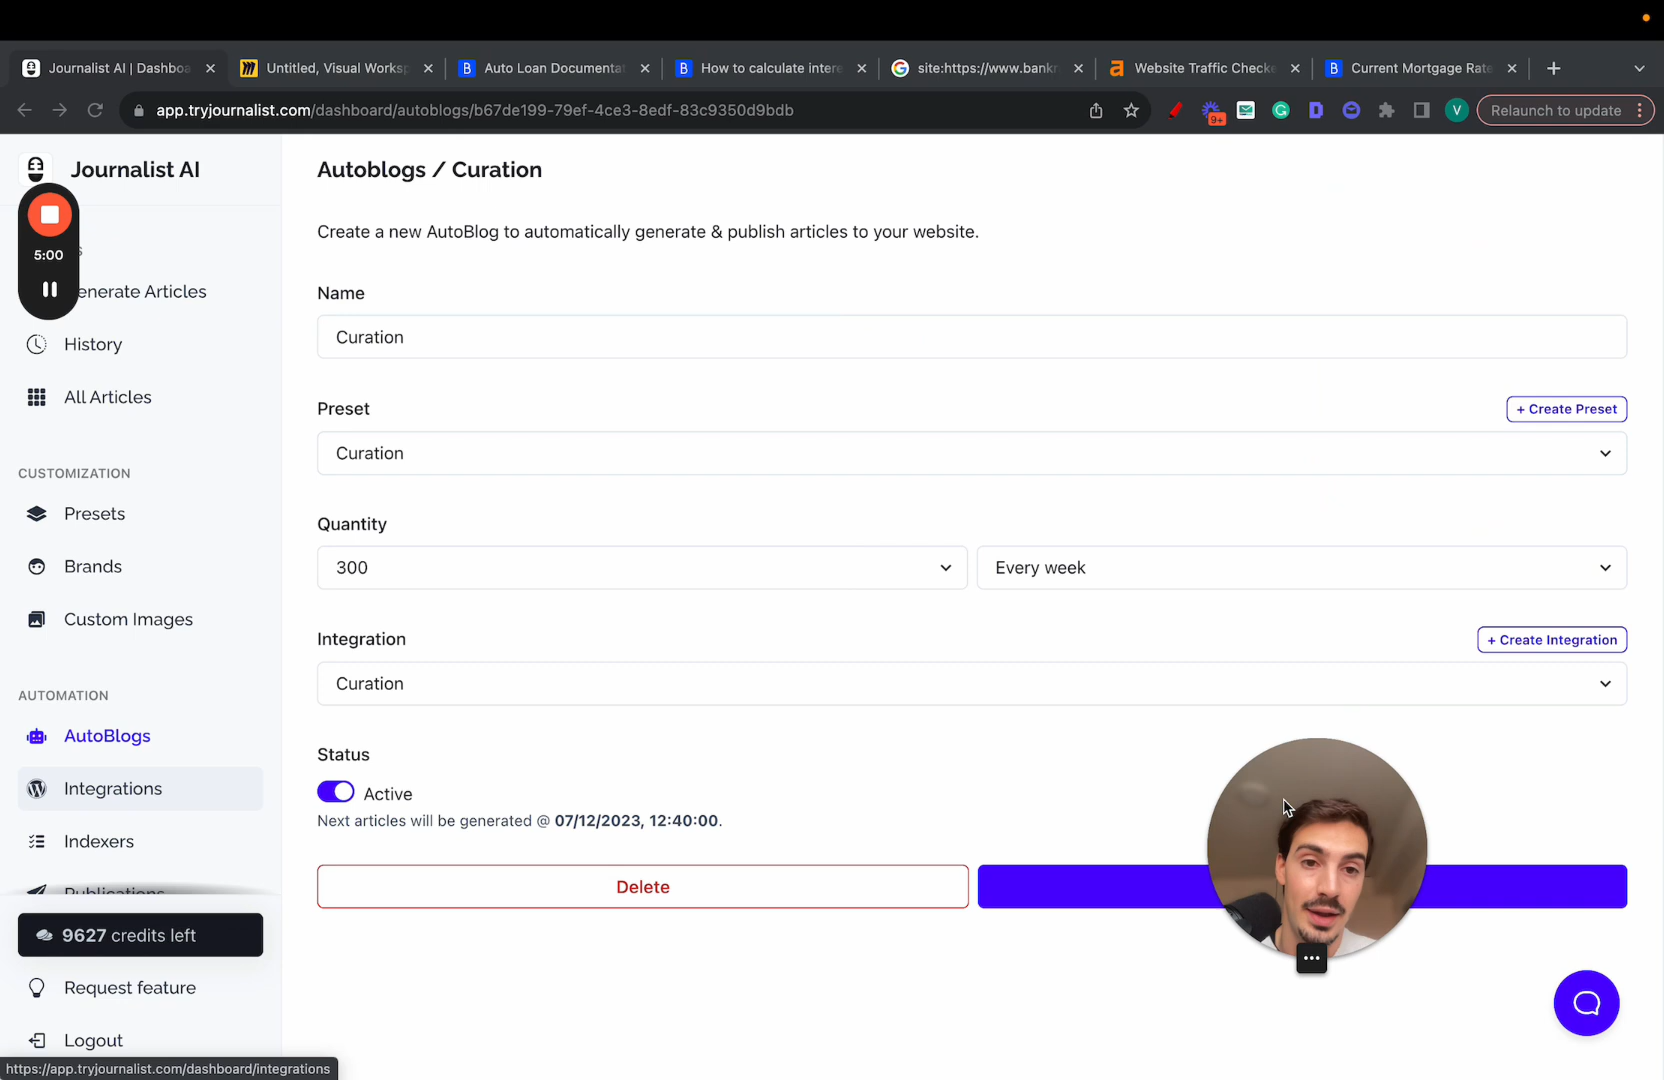 Journalist AI | Dashboa
Untitled, Visual Worksp
Auto Loan Documentat
How to calculate intere
site:https://www.bankr
Website Traffic Checke
Current Mortgage Rate
app.tryjournalist.com/dashboard/autoblogs/b67de199-79ef-4ce3-8edf-83c9350d9bdb
9+
V
Relaunch to update
Journalist AI
5:00
s
enerate Articles
History
All Articles
CUSTOMIZATION
Presets
Brands
Custom Images
AUTOMATION
AutoBlogs
Integrations
Indexers
Publications
9627 credits left
Request feature
Logout
https://app.tryjournalist.com/dashboard/integrations
Autoblogs / Curation
Create a new AutoBlog to automatically generate & publish articles to your website.
Name
Curation
Preset
+ Create Preset
Curation
Quantity
300
Every week
Integration
+ Create Integration
Curation
Status
Active
Next articles will be generated @ 07/12/2023, 12:40:00.
Delete